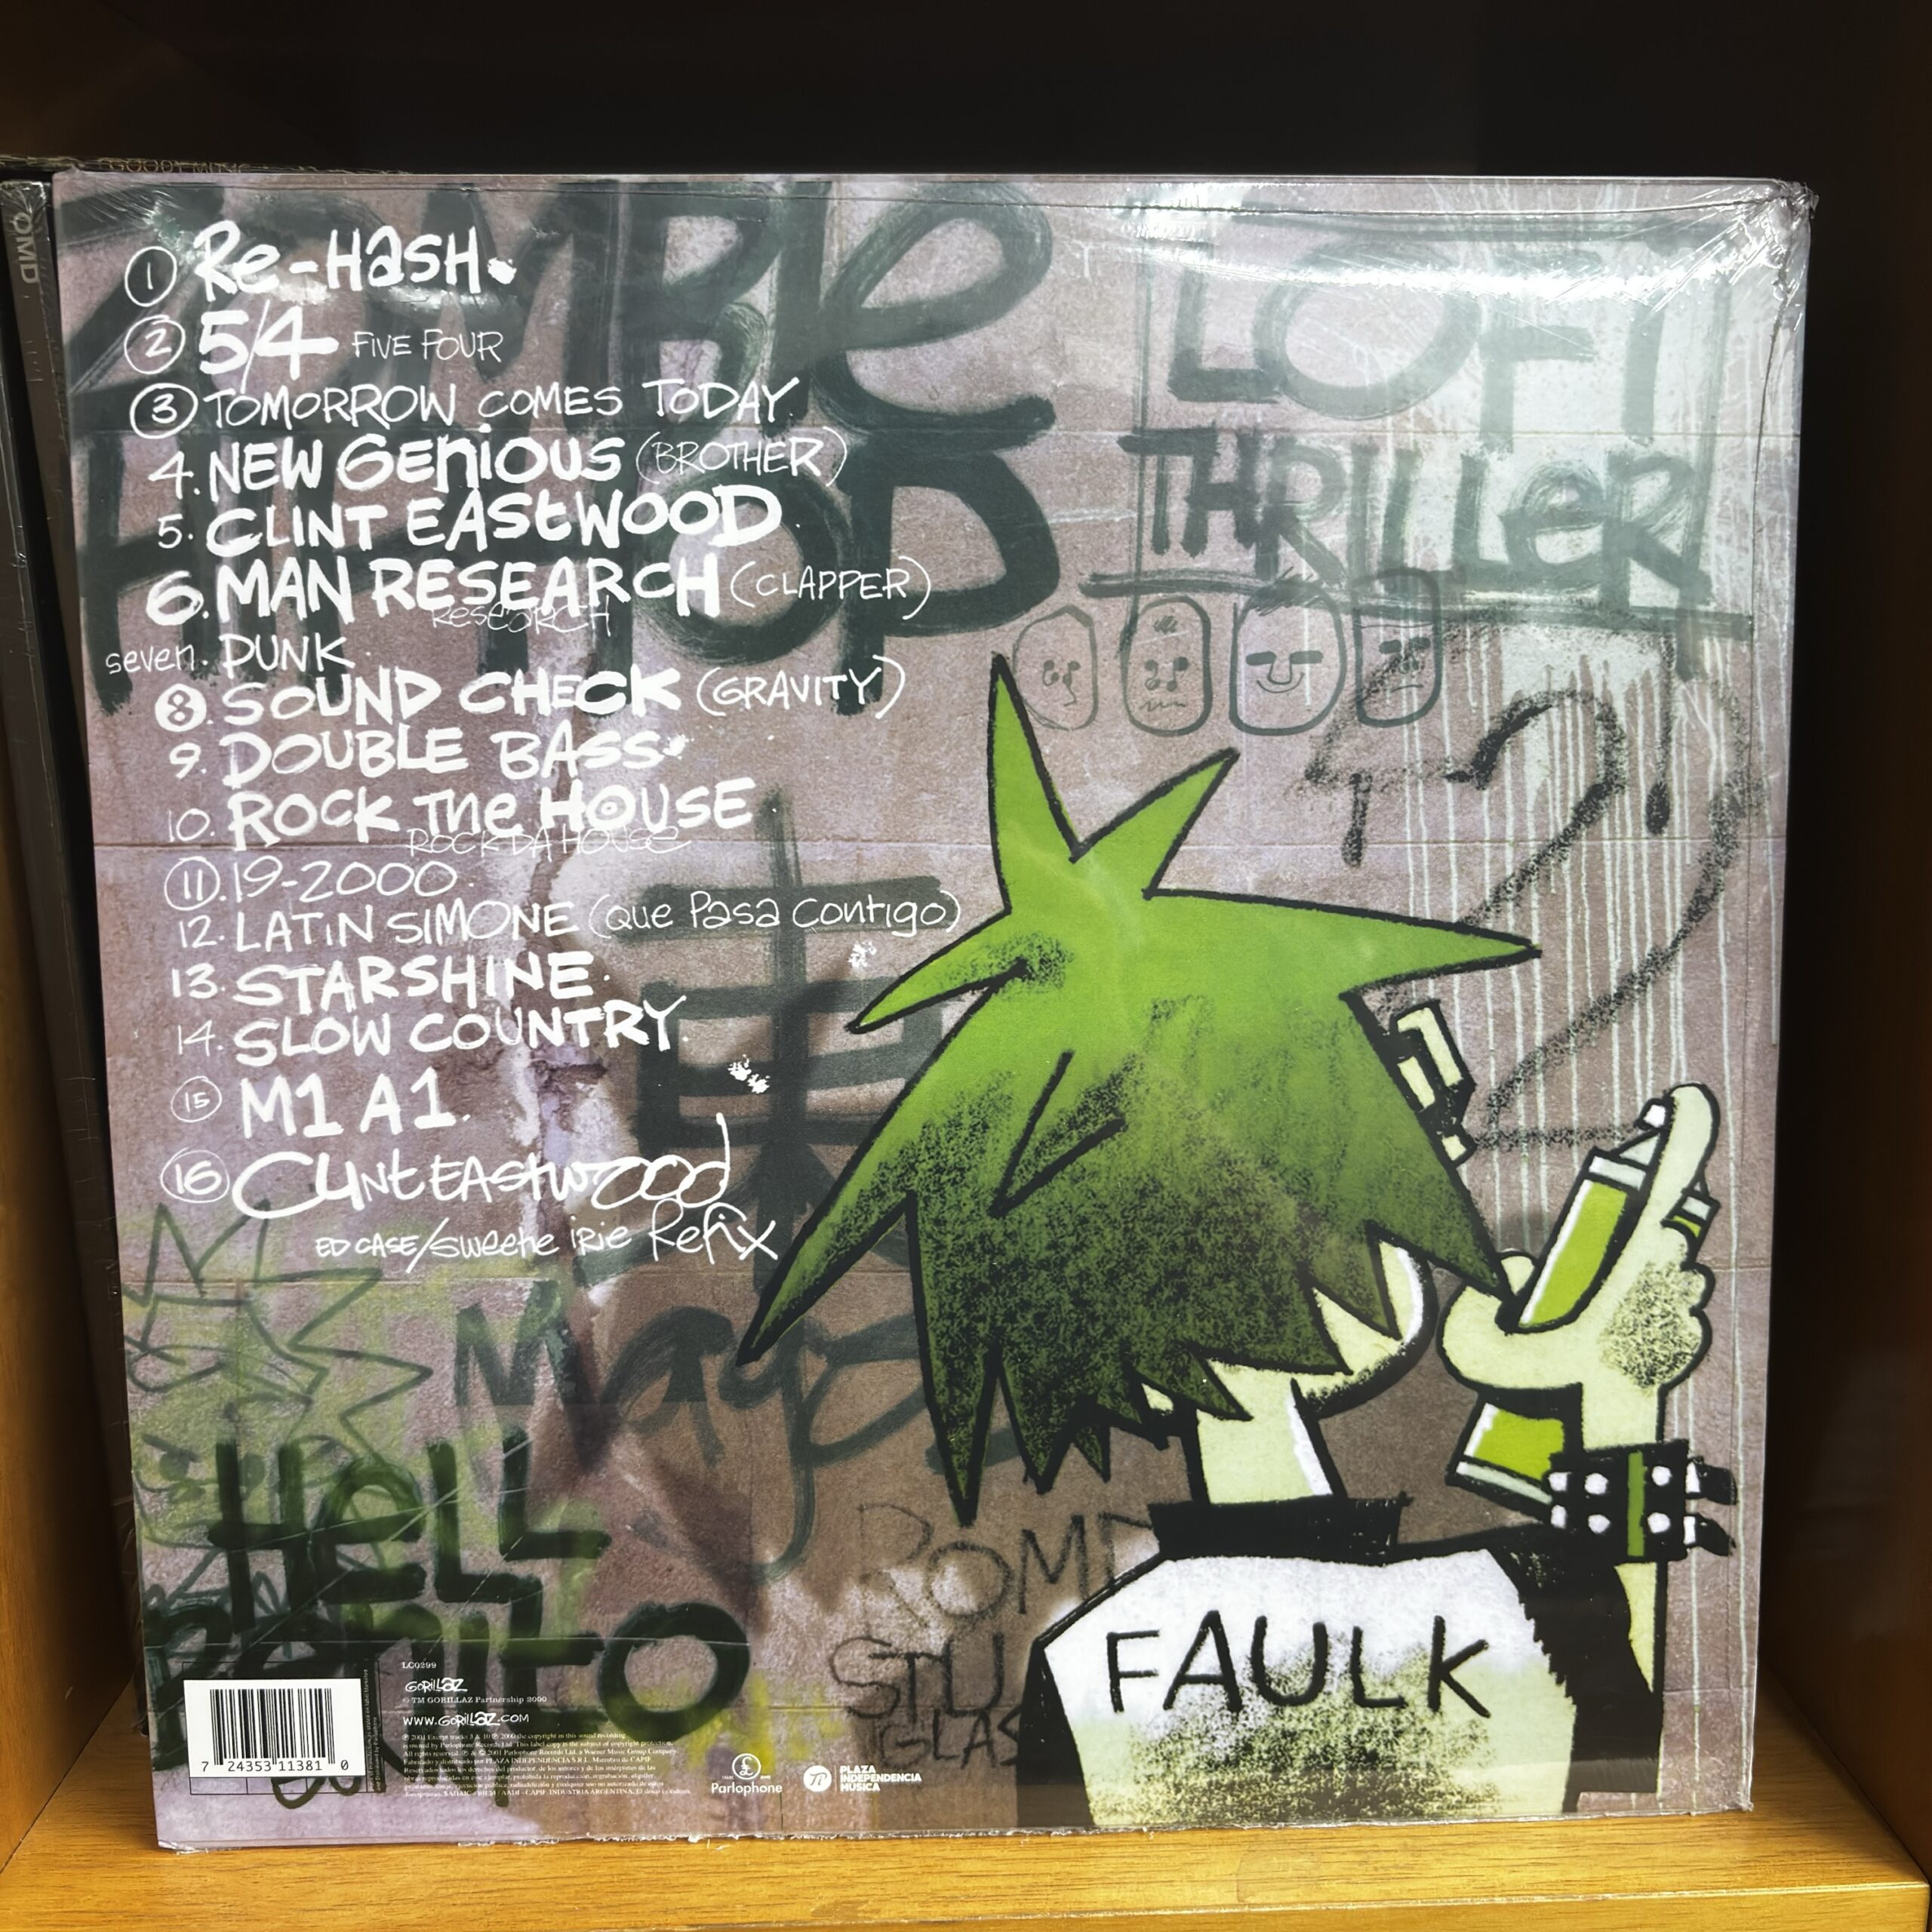 OMD
① Re-Hash.
② 5/4 FIVE FOUR
③ TOMORROW COMES TODAY.
4. NEW GENIOUS (BROTHER)
5. CLINT EASTWOOD.
6. MAN RESEARCH (CLAPPER)
RESEARCH
seven. PUNK.
8. SOUND CHECK (GRAVITY)
9. DOUBLE BASS.
10. ROCK The HOUSE
ROCK DA HOUSE
⑪. 19-2000.
12. LATIN SIMONE (que Pasa Contigo)
13. STARSHINE.
14. SLOW COUNTRY.
⑮ M1 A1.
⑯ CLINT EASTWOOD
ED CASE/Sweetie irie Refix
ZOMBIE
HIP HOP
LOFI
THRILLER
HELL
FAULK
7 24353 11381 0
LC0299
GORILLAZ
© TM GORILLAZ Partnership 2000
WWW.GORILLAZ.COM
Parlophone
PLAZA
INDEPENDENCIA
MUSICA